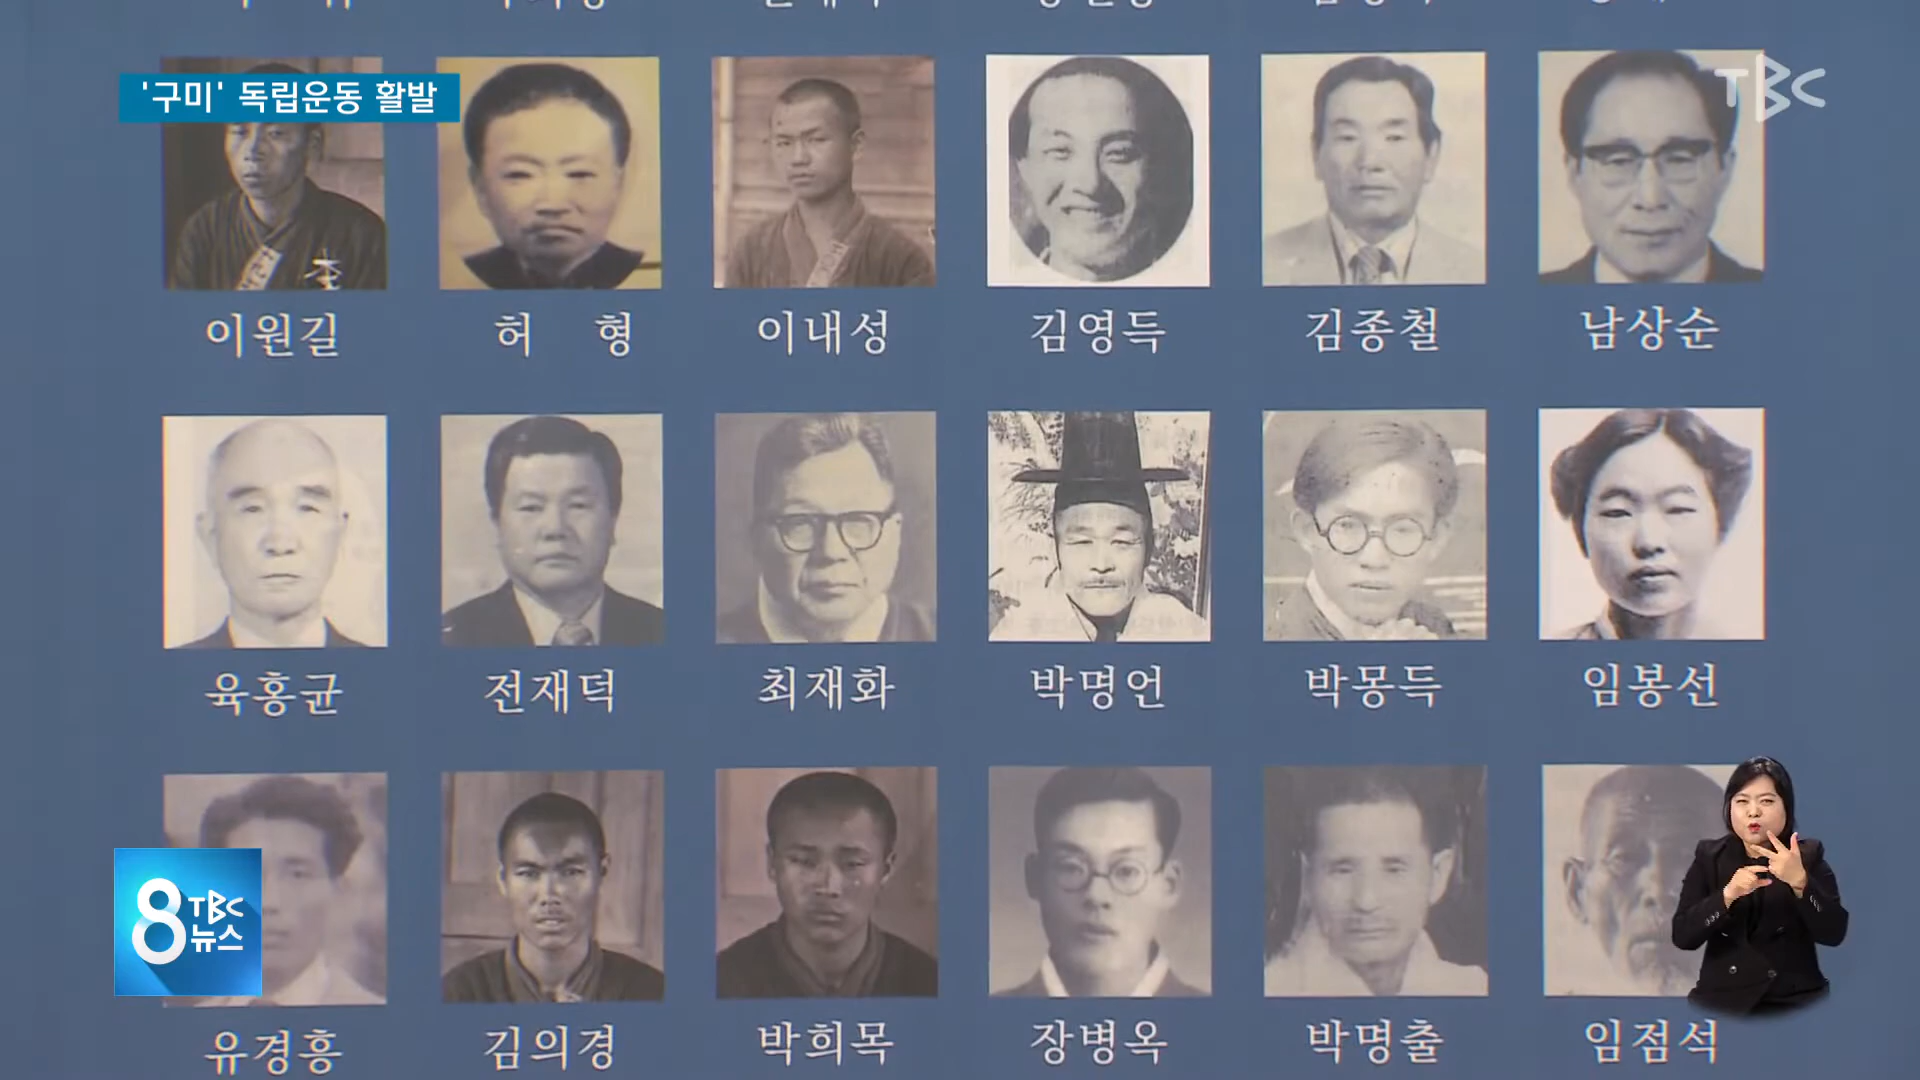 '구미' 독립운동 활발
TBC
이원길
허 형
이내성
김영득
김종철
남상순
육홍균
전재덕
최재화
박명언
박몽득
임봉선
8 TBC
뉴스
유경흥
김의경
박희목
장병옥
박명출
임점석